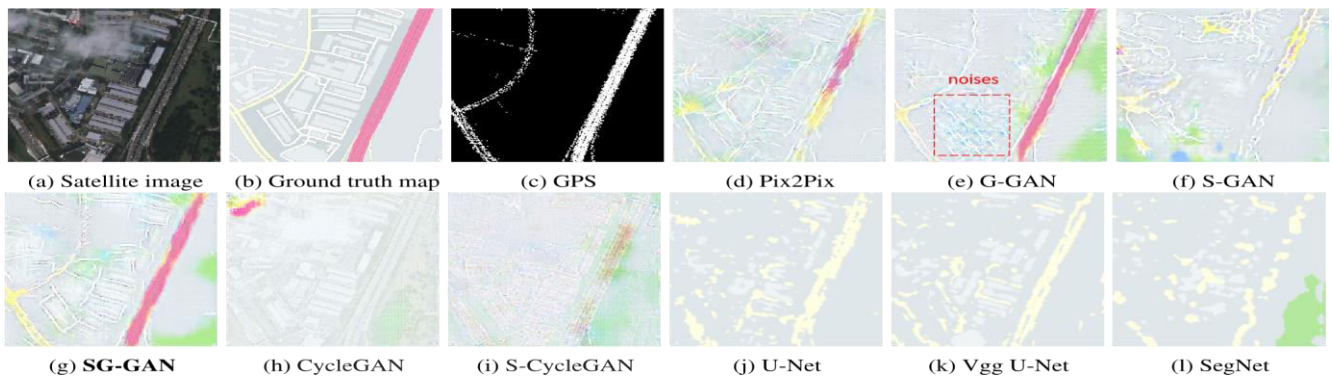 noises
(a) Satellite image
(b) Ground truth map
(c) GPS
(d) Pix2Pix
(e) G-GAN
(f) S-GAN
(g) SG-GAN
(h) CycleGAN
(i) S-CycleGAN
(j) U-Net
(k) Vgg U-Net
(l) SegNet